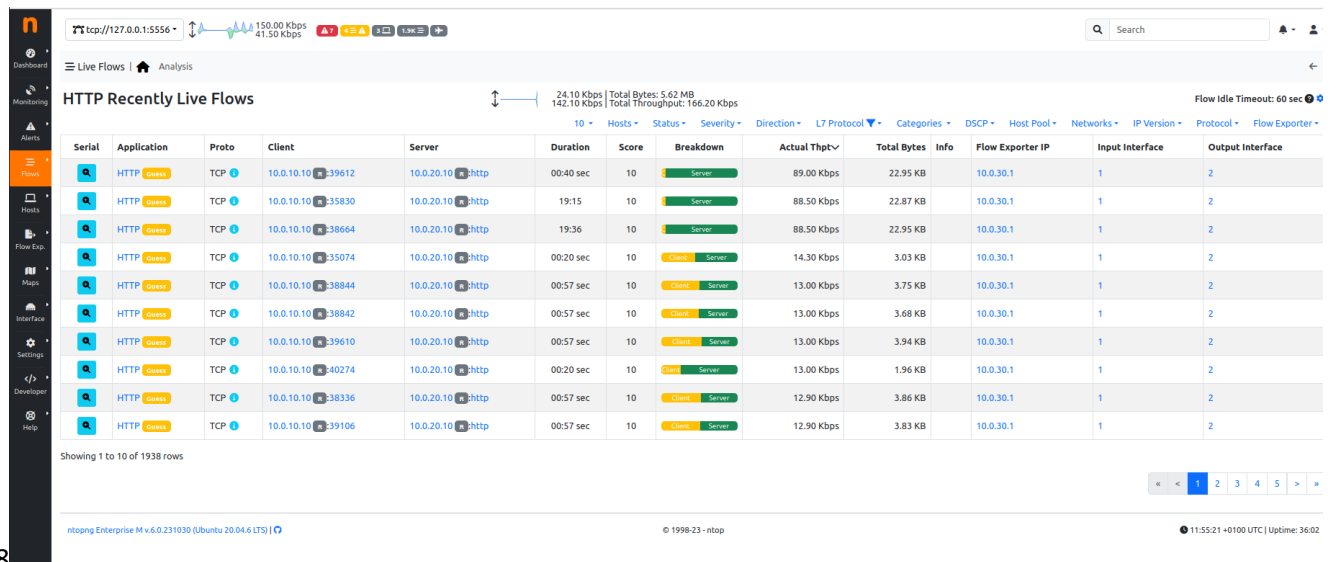 n
tcp://127.0.0.1:5556
150.00 Kbps
41.50 Kbps
7
6
3
1.9K
Search
Dashboard
Monitoring
Alerts
Flows
Hosts
Flow Exp.
Maps
Interface
Settings
Developer
Help
Live Flows | Analysis
HTTP Recently Live Flows
24.10 Kbps | Total Bytes: 5.62 MB
142.10 Kbps | Total Throughput: 166.20 Kbps
Flow Idle Timeout: 60 sec
10 Hosts Status Severity Direction L7 Protocol Categories DSCP Host Pool Networks IP Version Protocol Flow Exporter
Serial Application Proto Client Server Duration Score Breakdown Actual Thpt Total Bytes Info Flow Exporter IP Input Interface Output Interface
HTTP Guess TCP 10.0.10.10 R :39612 10.0.20.10 R :http 00:40 sec 10 Server 89.00 Kbps 22.95 KB 10.0.30.1 1 2
HTTP Guess TCP 10.0.10.10 R :35830 10.0.20.10 R :http 19:15 10 Server 88.50 Kbps 22.87 KB 10.0.30.1 1 2
HTTP Guess TCP 10.0.10.10 R :38664 10.0.20.10 R :http 19:36 10 Server 88.50 Kbps 22.95 KB 10.0.30.1 1 2
HTTP Guess TCP 10.0.10.10 R :35074 10.0.20.10 R :http 00:20 sec 10 Client Server 14.30 Kbps 3.03 KB 10.0.30.1 1 2
HTTP Guess TCP 10.0.10.10 R :38844 10.0.20.10 R :http 00:57 sec 10 Client Server 13.00 Kbps 3.75 KB 10.0.30.1 1 2
HTTP Guess TCP 10.0.10.10 R :38842 10.0.20.10 R :http 00:57 sec 10 Client Server 13.00 Kbps 3.68 KB 10.0.30.1 1 2
HTTP Guess TCP 10.0.10.10 R :39610 10.0.20.10 R :http 00:57 sec 10 Client Server 13.00 Kbps 3.94 KB 10.0.30.1 1 2
HTTP Guess TCP 10.0.10.10 R :40274 10.0.20.10 R :http 00:20 sec 10 Client Server 13.00 Kbps 1.96 KB 10.0.30.1 1 2
HTTP Guess TCP 10.0.10.10 R :38336 10.0.20.10 R :http 00:57 sec 10 Client Server 12.90 Kbps 3.86 KB 10.0.30.1 1 2
HTTP Guess TCP 10.0.10.10 R :39106 10.0.20.10 R :http 00:57 sec 10 Client Server 12.90 Kbps 3.83 KB 10.0.30.1 1 2
Showing 1 to 10 of 1938 rows
« < 1 2 3 4 5 > »
ntopng Enterprise M v.6.0.231030 (Ubuntu 20.04.6 LTS) |
© 1998-23 - ntop
11:55:21 +0100 UTC | Uptime: 36:02
8